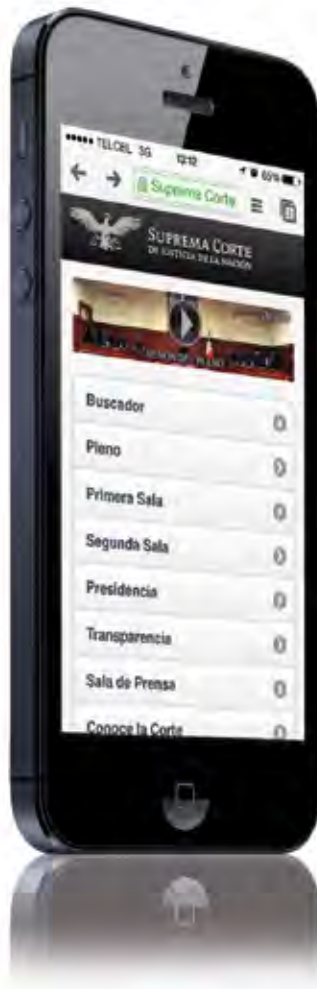 TELCEL 3G 12:12 65%
Suprema Corte
SUPREMA CORTE
DE JUSTICIA DE LA NACIÓN
Buscador
Pleno
Primera Sala
Segunda Sala
Presidencia
Transparencia
Sala de Prensa
Conoce la Corte